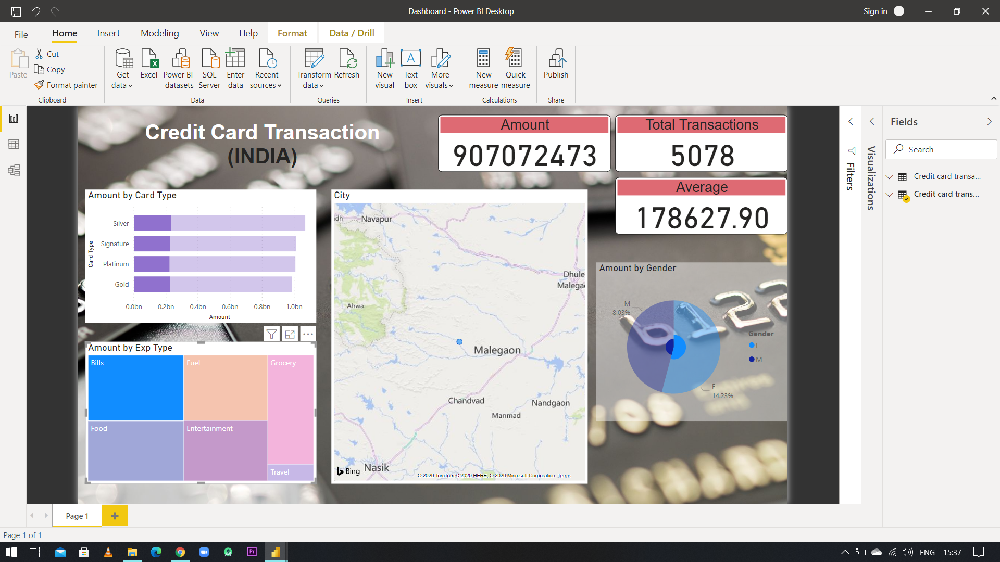 Dashboard - Power BI Desktop
Sign in
File
Home
Insert
Modeling
View
Help
Format
Data / Drill
Paste
Cut
Copy
Format painter
Clipboard
Get
data
Excel
Power BI
datasets
SQL
Server
Enter
data
Recent
sources
Data
Transform
data
Refresh
Queries
New
visual
Text
box
More
visuals
Insert
New
measure
Quick
measure
Calculations
Publish
Share
Credit Card Transaction
(INDIA)
Amount
907072473
Total Transactions
5078
Average
178627.90
Amount by Card Type
Card Type
Silver
Signature
Platinum
Gold
0.0bn
0.2bn
0.4bn
0.6bn
0.8bn
1.0bn
Amount
Amount by Exp Type
Bills
Fuel
Grocery
Food
Entertainment
Travel
City
dh
Navapur
Dhule
Malega
Ahwa
Malegaon
Chandvad
Nandgaon
Manmad
Nasik
Bing
© 2020 TomTom © 2020 HERE, © 2020 Microsoft Corporation Terms
Amount by Gender
M
8.03%
F
14.23%
Gender
F
M
Filters
Visualizations
Fields
Search
Credit card transa...
Credit card trans...
Page 1
Page 1 of 1
Pr
ENG
15:37